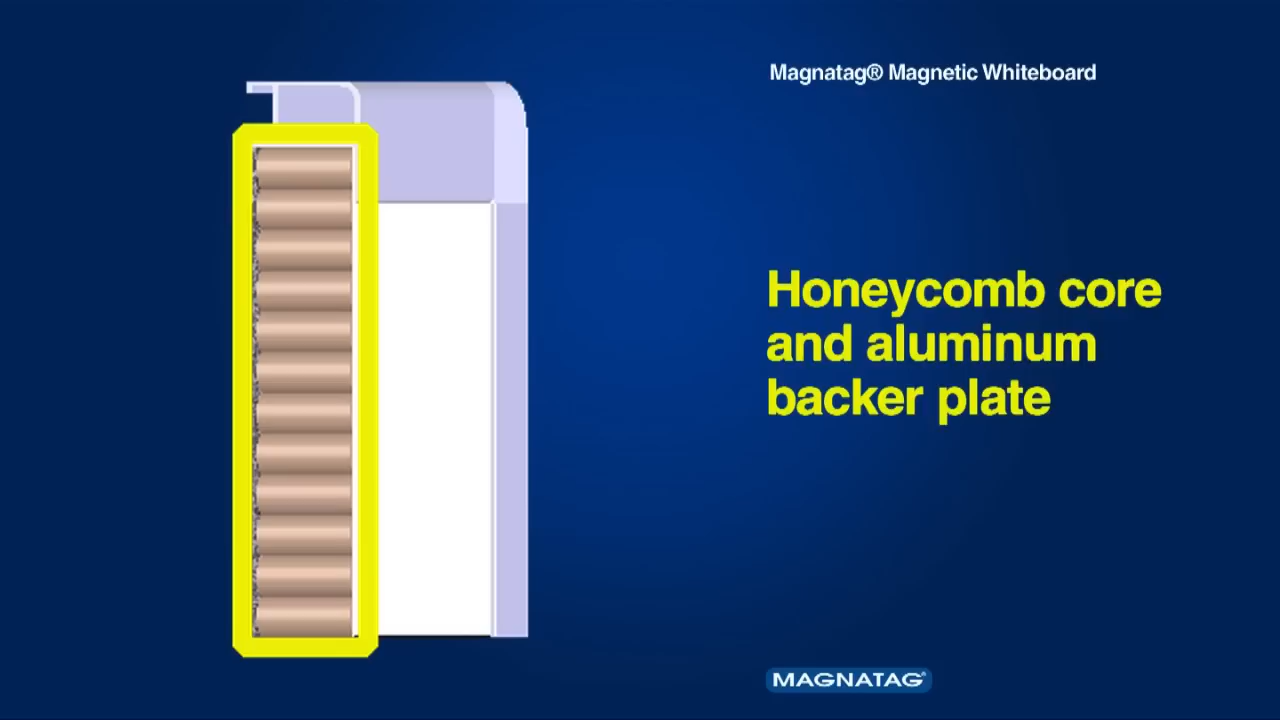 Magnatag® Magnetic Whiteboard
Honeycomb core
and aluminum
backer plate
MAGNATAG®